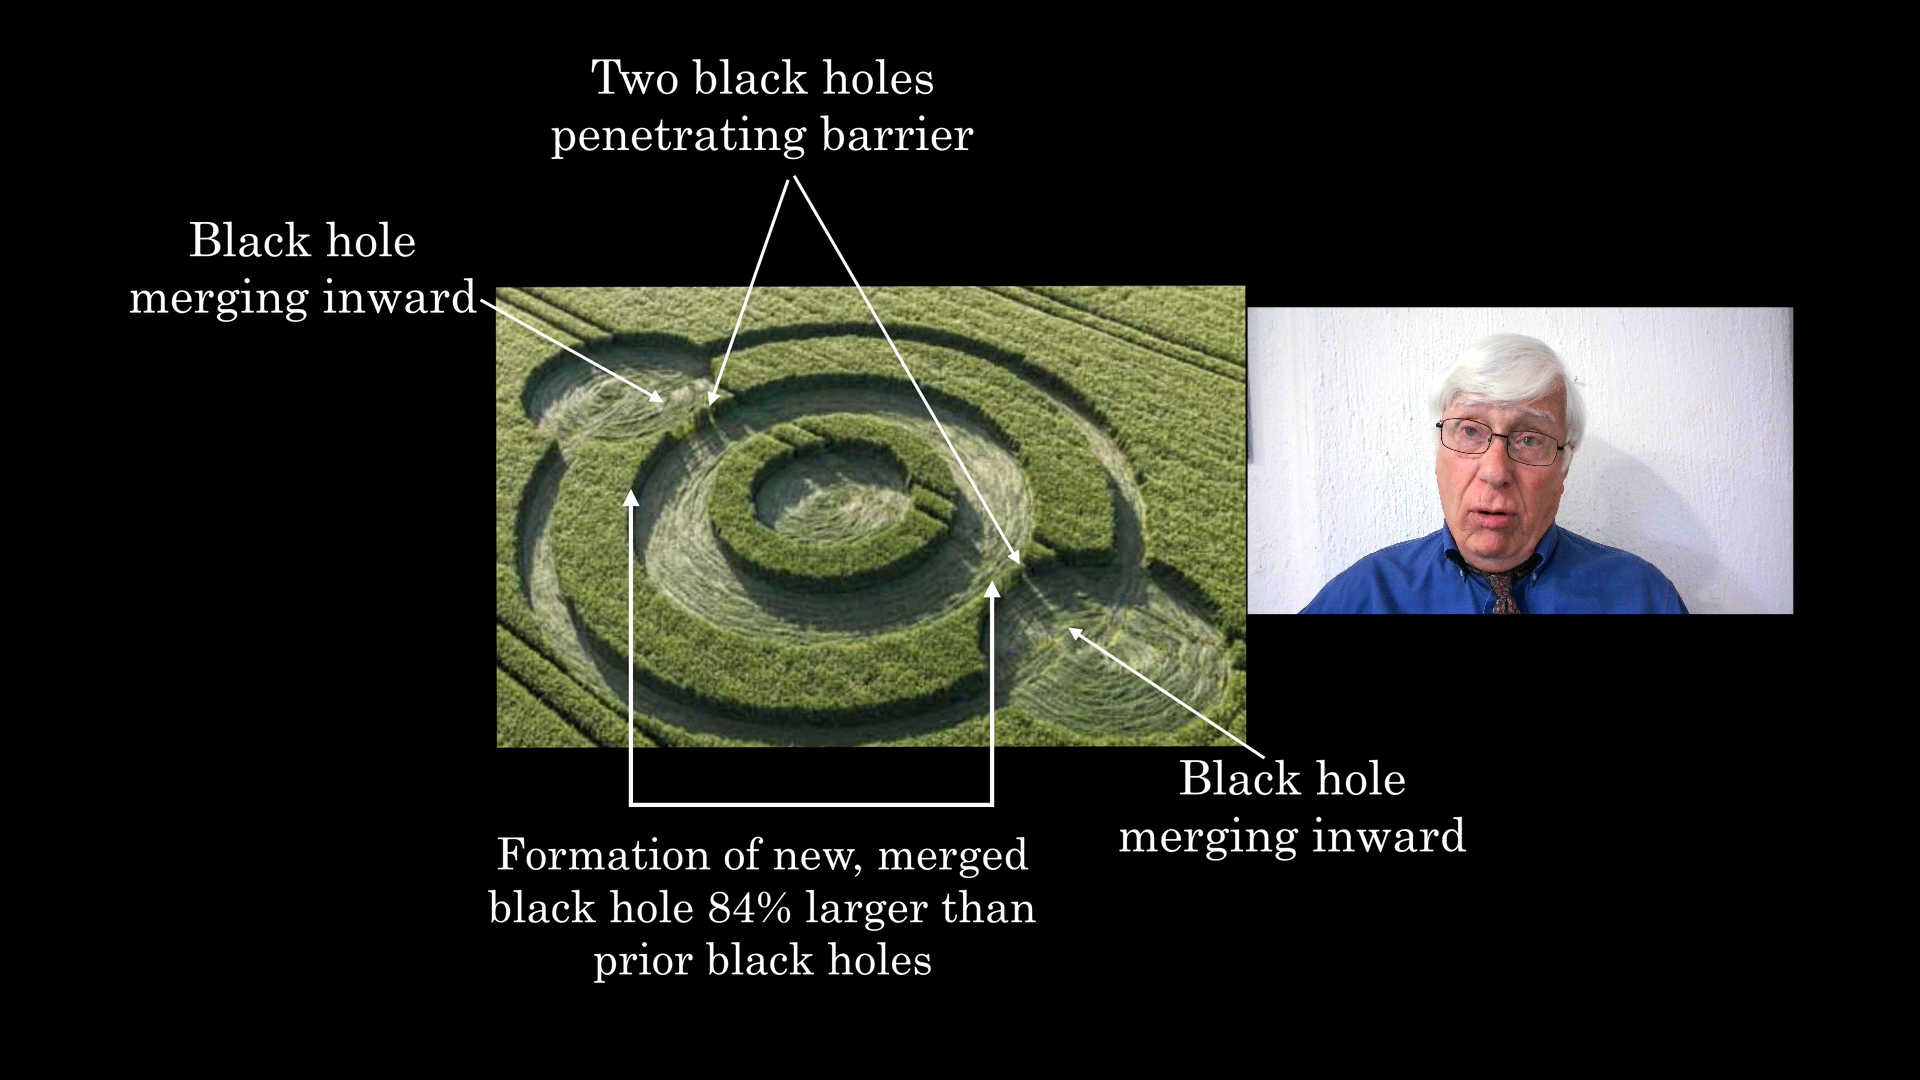 Two black holes
penetrating barrier
Black hole
merging inward
Black hole
merging inward
Formation of new, merged
black hole 84% larger than
prior black holes